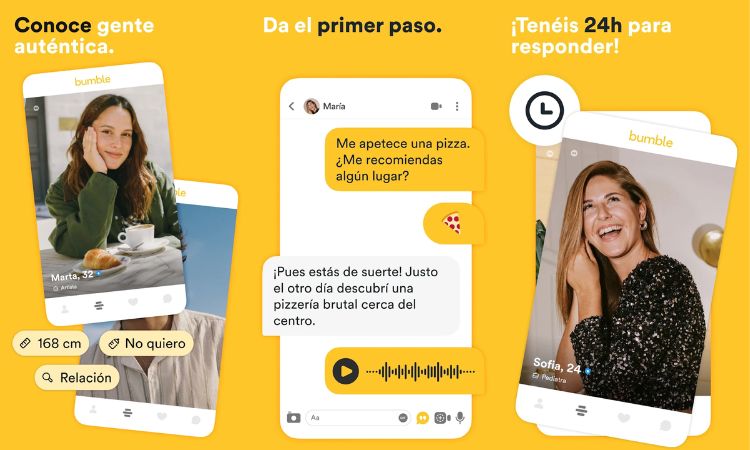 Conoce gente
auténtica.
bumble
Marta, 32
Artista
168 cm
No quiero
Relación
Da el primer paso.
María
Me apetece una pizza.
¿Me recomiendas
algún lugar?
¡Pues estás de suerte! Justo
el otro día descubrí una
pizzería brutal cerca del
centro.
Aa
¡Tenéis 24h para
responder!
bumble
Sofia, 24
Pediatra